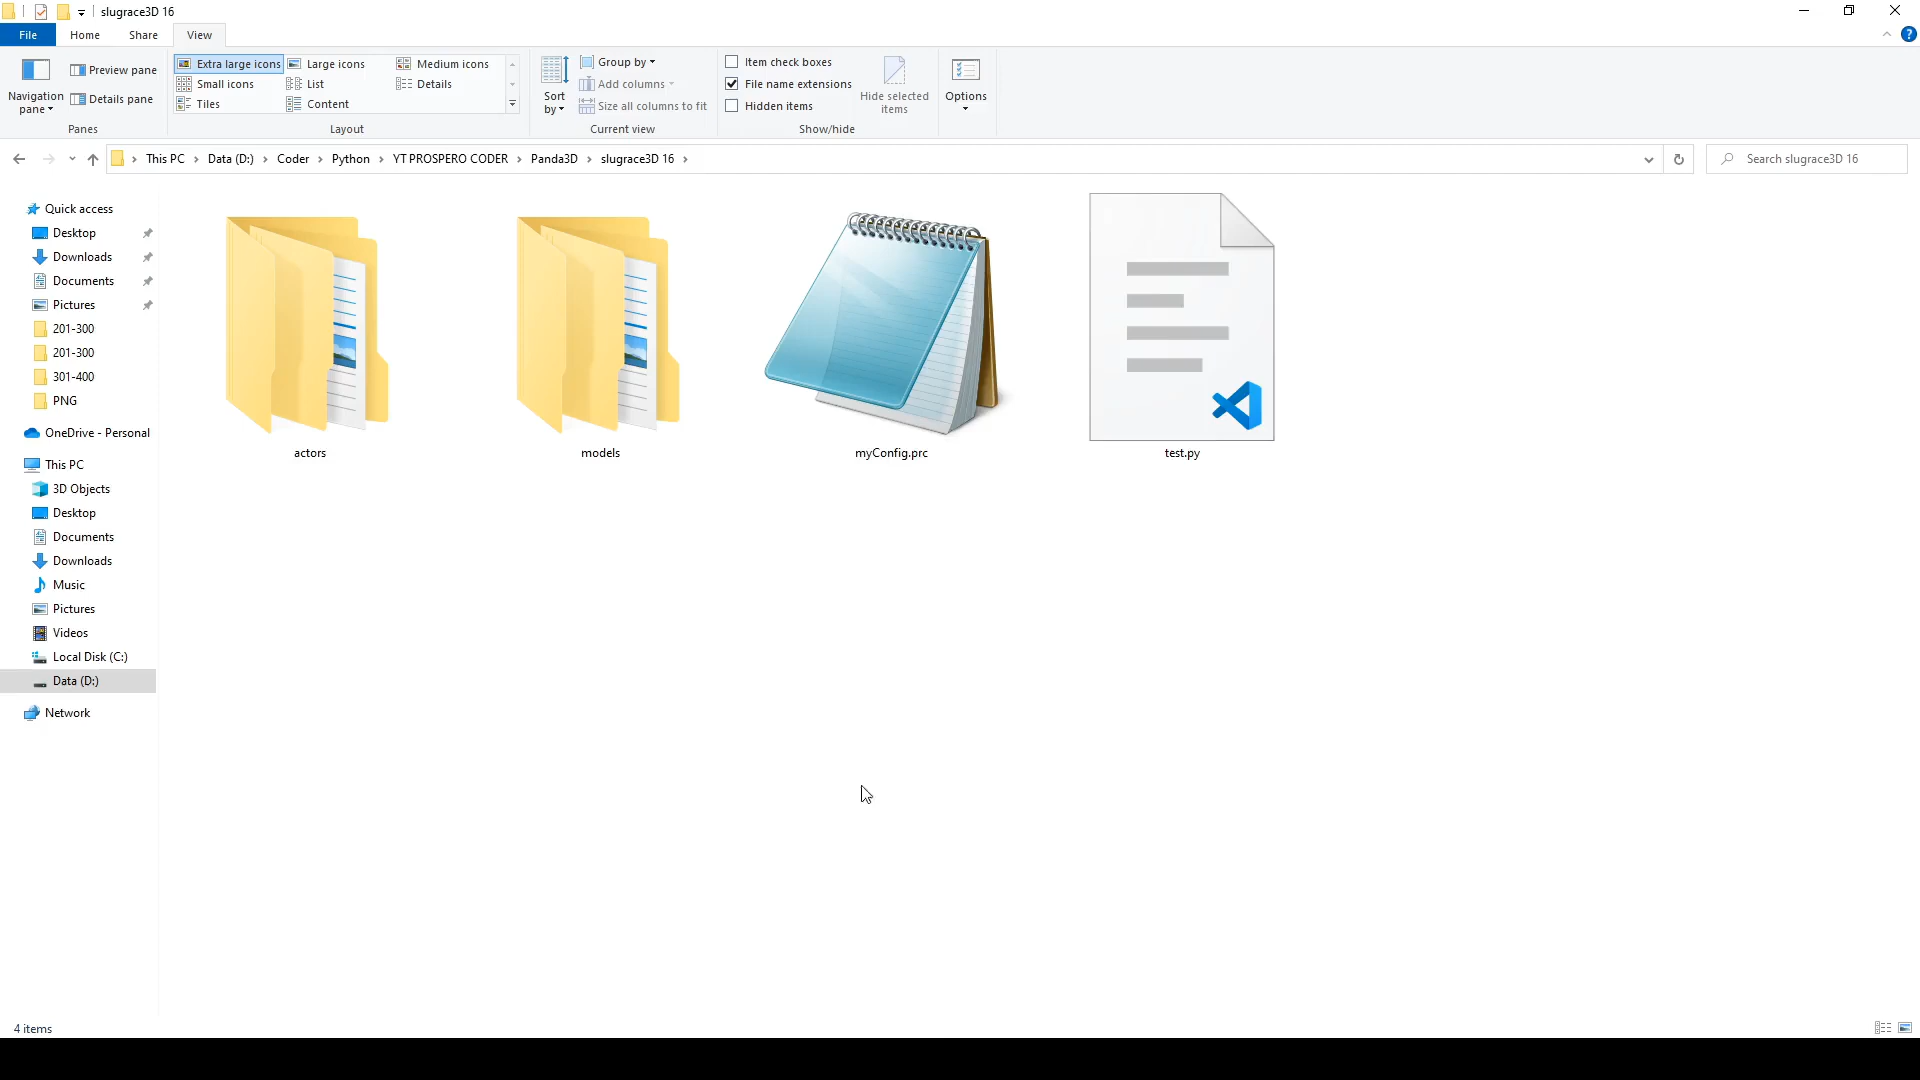 slugrace3D 16
File Home Share View
Navigation pane
Preview pane
Details pane
Panes
Extra large icons Large icons Medium icons
Small icons List Details
Tiles Content
Layout
Sort by
Group by
Add columns
Size all columns to fit
Current view
Item check boxes
File name extensions
Hidden items
Hide selected items
Show/hide
Options
This PC > Data (D:) > Coder > Python > YT PROSPERO CODER > Panda3D > slugrace3D 16 >
Search slugrace3D 16
Quick access
Desktop
Downloads
Documents
Pictures
201-300
201-300
301-400
PNG
OneDrive - Personal
This PC
3D Objects
Desktop
Documents
Downloads
Music
Pictures
Videos
Local Disk (C:)
Data (D:)
Network
actors models myConfig.prc test.py
4 items